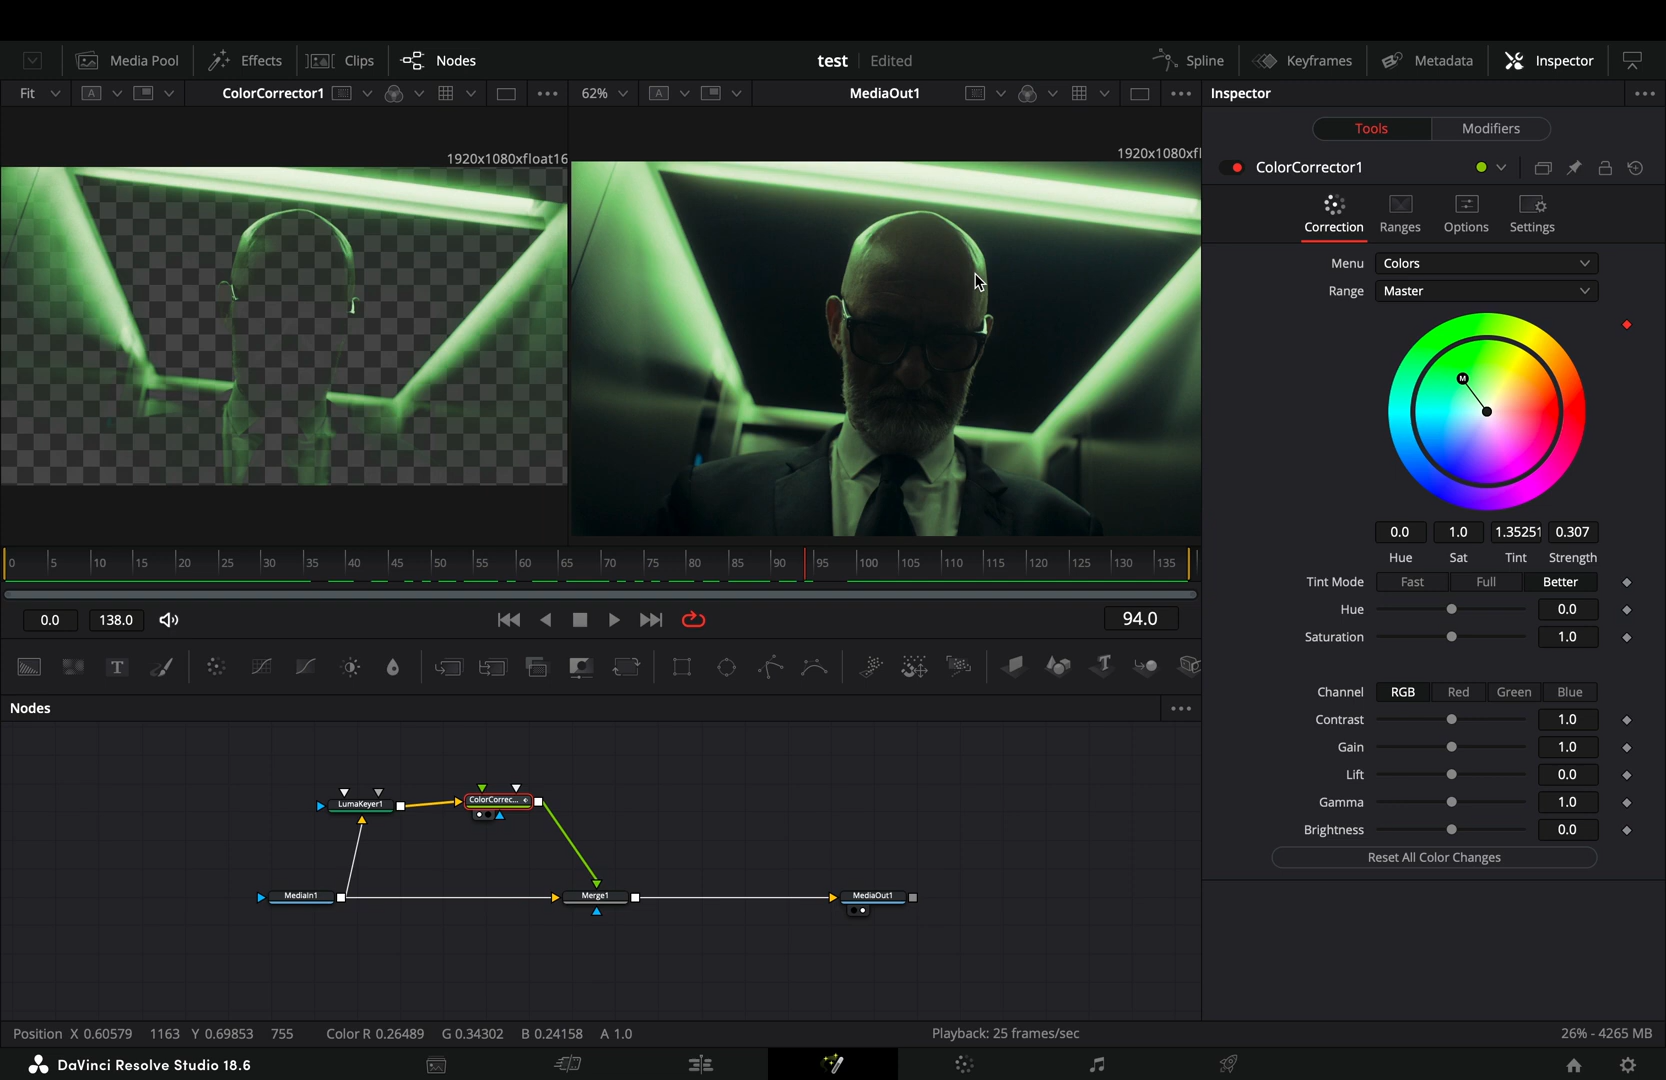 Media Pool Effects Clips Nodes test Edited Spline Keyframes Metadata Inspector
Fit A ColorCorrector1 62% A MediaOut1 Inspector
Tools Modifiers
1920x1080xfloat16 1920x1080xfl
ColorCorrector1
Correction Ranges Options Settings
Menu Colors
Range Master
M
0.0 1.0 1.35251 0.307
Hue Sat Tint Strength
0 5 10 15 20 25 30 35 40 45 50 55 60 65 70 75 80 85 90 95 100 105 110 115 120 125 130 135
Tint Mode Fast Full Better
Hue 0.0
0.0 138.0 94.0
Saturation 1.0
T T
Channel RGB Red Green Blue
Nodes
Contrast 1.0
Gain 1.0
Lift 0.0
Gamma 1.0
Brightness 0.0
Reset All Color Changes
LumaKeyer1 ColorCorrec...
MediaIn1 Merge1 MediaOut1
Position X 0.60579 1163 Y 0.69853 755 Color R 0.26489 G 0.34302 B 0.24158 A 1.0 Playback: 25 frames/sec 26% - 4265 MB
DaVinci Resolve Studio 18.6